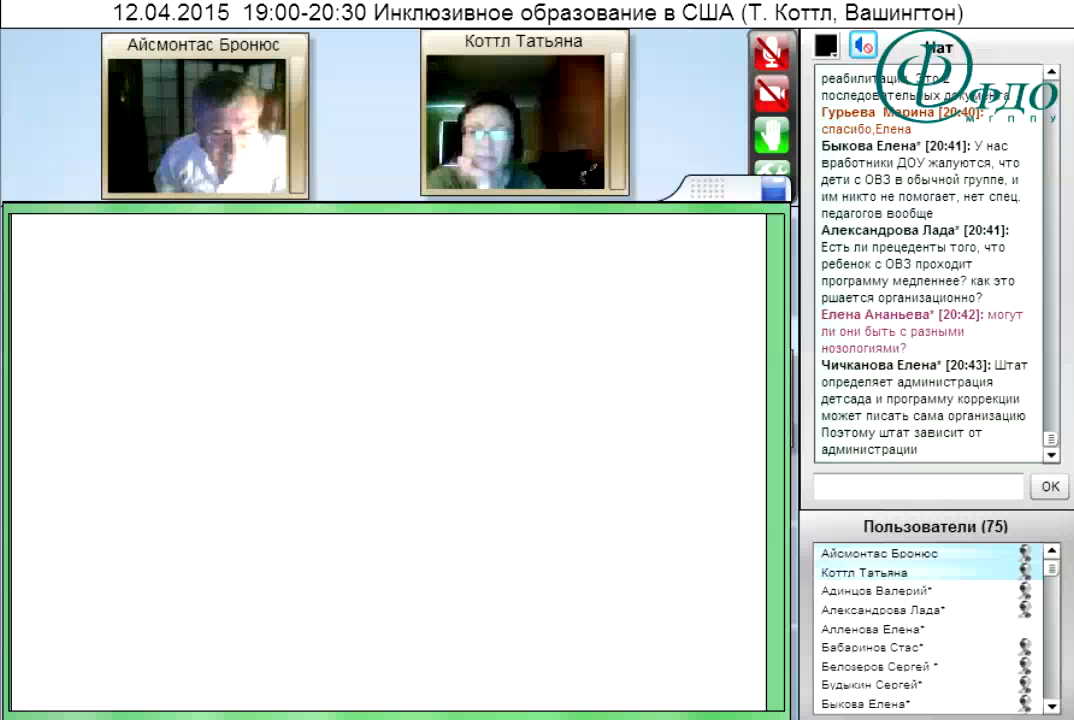 12.04.2015 19:00-20:30 Инклюзивное образование в США (Т. Коттл, Вашингтон)
Айсмонтас Бронюс
Коттл Татьяна
Чат
ФДО
МГППУ
реабилитации. Это 2
последовательных документа
Гурьева Марина [20:40]:
спасибо,Елена
Быкова Елена* [20:41]: У нас
вработники ДОУ жалуются, что
дети с ОВЗ в обычной группе, и
им никто не помогает, нет спец.
педагогов вообще
Александрова Лада* [20:41]:
Есть ли прецеденты того, что
ребенок с ОВЗ проходит
программу медленнее? как это
ршается организационно?
Елена Ананьева* [20:42]: могут
ли они быть с разными
нозологиями?
Чичканова Елена* [20:43]: Штат
определяет администрация
детсада и программу коррекции
может писать сама организацию
Поэтому штат зависит от
администрации
OK
Пользователи (75)
Айсмонтас Бронюс
Коттл Татьяна
Адинцов Валерий*
Александрова Лада*
Алленова Елена*
Бабаринов Стас*
Белозеров Сергей *
Будыкин Сергей*
Быкова Елена*